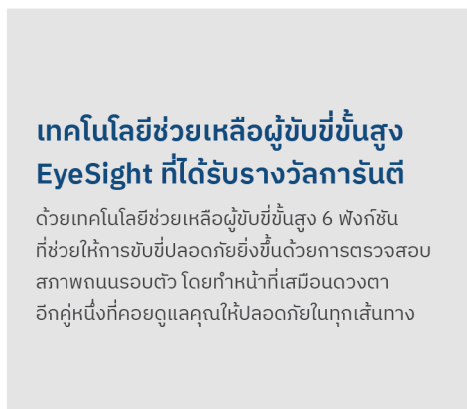 เทคโนโลยีช่วยเหลือผู้ขับขี่ขั้นสูง
EyeSight ที่ได้รับรางวัลการันตี
ด้วยเทคโนโลยีช่วยเหลือผู้ขับขี่ขั้นสูง 6 ฟังก์ชัน
ที่ช่วยให้การขับขี่ปลอดภัยยิ่งขึ้นด้วยการตรวจสอบ
สภาพถนนรอบตัว โดยทำหน้าที่เสมือนดวงตา
อีกคู่หนึ่งที่คอยดูแลคุณให้ปลอดภัยในทุกเส้นทาง